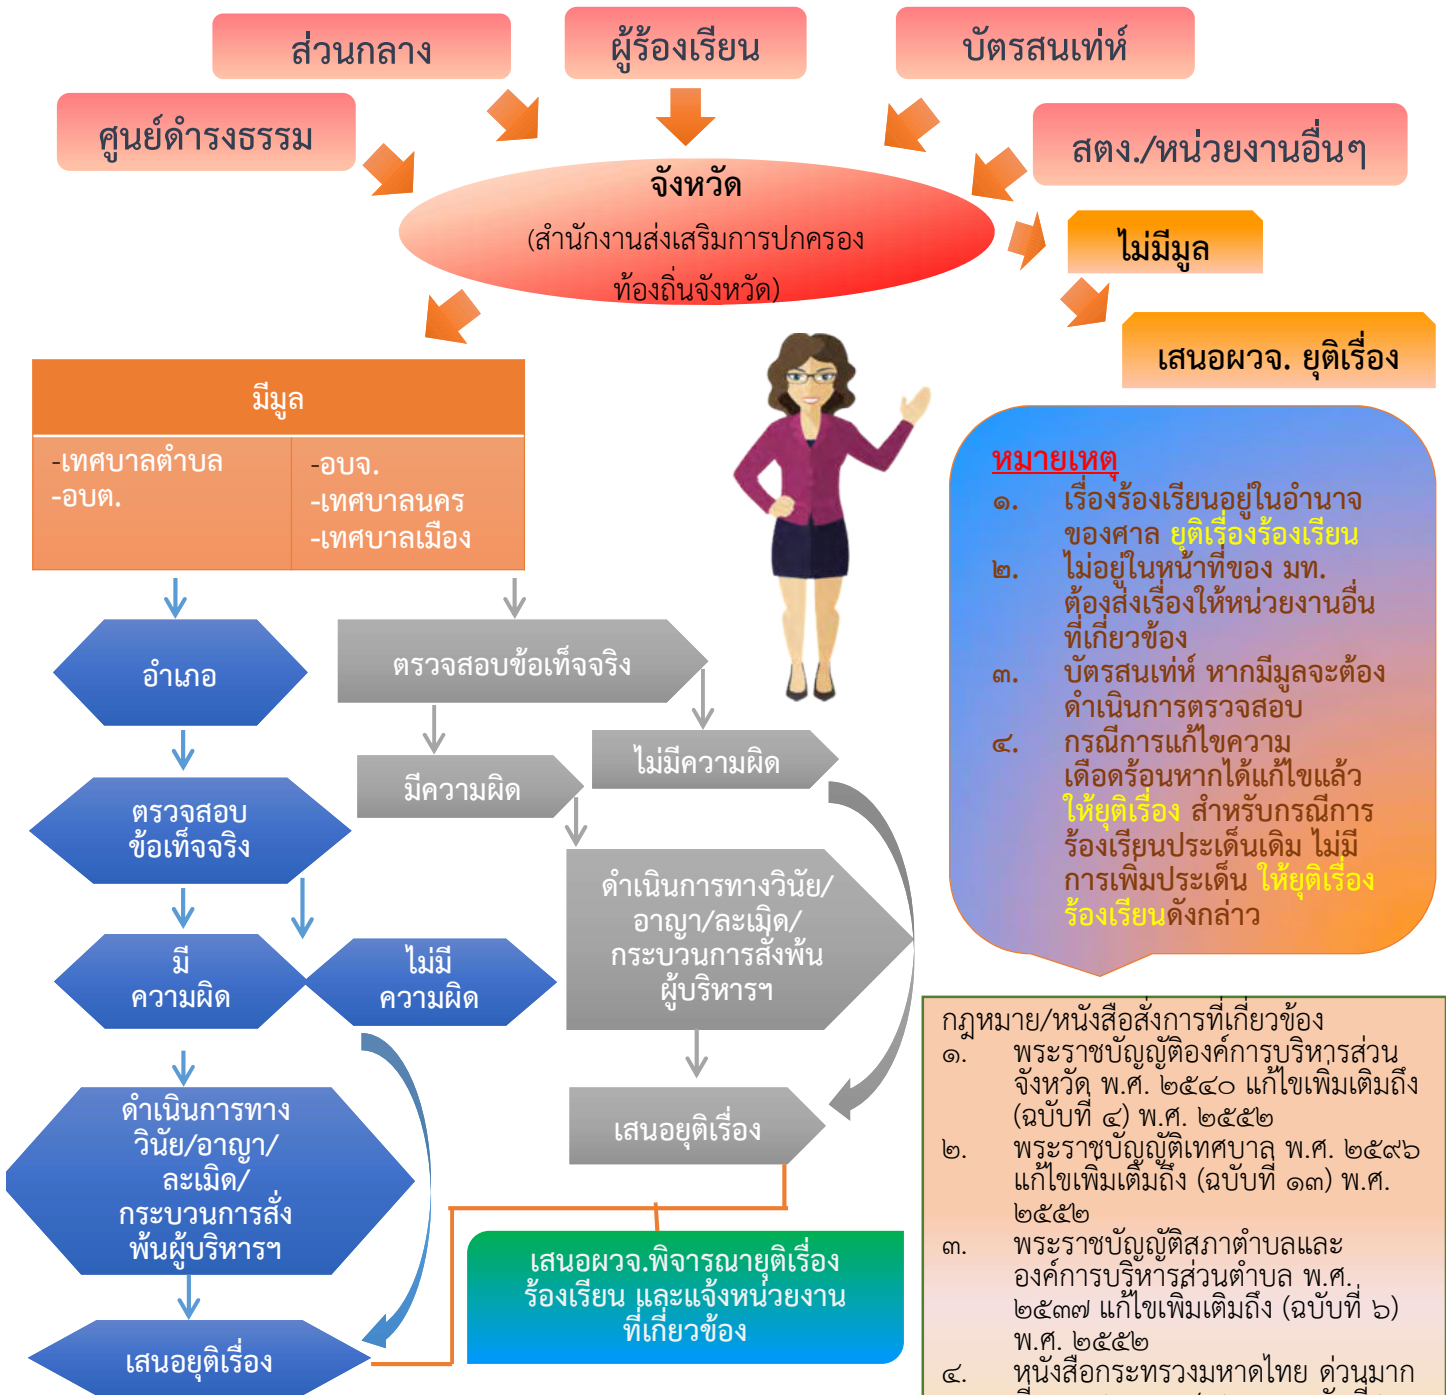 ส่วนกลาง
ผู้ร้องเรียน
บัตรสนเท่ห์
ศูนย์ดำรงธรรม
สตง./หน่วยงานอื่นๆ
จังหวัด
(สำนักงานส่งเสริมการปกครอง
ท้องถิ่นจังหวัด)
ไม่มีมูล
เสนอผวจ. ยุติเรื่อง
มีมูล
-เทศบาลตำบล
-อบต.
-อบจ.
-เทศบาลนคร
-เทศบาลเมือง
อำเภอ
ตรวจสอบ
ข้อเท็จจริง
มี
ความผิด
ไม่มี
ความผิด
ดำเนินการทาง
วินัย/อาญา/
ละเมิด/
กระบวนการสั่ง
พ้นผู้บริหารฯ
เสนอยุติเรื่อง
ตรวจสอบข้อเท็จจริง
มีความผิด
ไม่มีความผิด
ดำเนินการทางวินัย/
อาญา/ละเมิด/
กระบวนการสั่งพ้น
ผู้บริหารฯ
เสนอยุติเรื่อง
เสนอผวจ.พิจารณายุติเรื่อง
ร้องเรียน และแจ้งหน่วยงาน
ที่เกี่ยวข้อง
หมายเหตุ
๑. เรื่องร้องเรียนอยู่ในอำนาจ
ของศาล ยุติเรื่องร้องเรียน
๒. ไม่อยู่ในหน้าที่ของ มท.
ต้องส่งเรื่องให้หน่วยงานอื่น
ที่เกี่ยวข้อง
๓. บัตรสนเท่ห์ หากมีมูลจะต้อง
ดำเนินการตรวจสอบ
๔. กรณีการแก้ไขความ
เดือดร้อนหากได้แก้ไขแล้ว
ให้ยุติเรื่อง สำหรับกรณีการ
ร้องเรียนประเด็นเดิม ไม่มี
การเพิ่มประเด็น ให้ยุติเรื่อง
ร้องเรียนดังกล่าว
กฎหมาย/หนังสือสั่งการที่เกี่ยวข้อง
๑. พระราชบัญญัติองค์การบริหารส่วน
จังหวัด พ.ศ. ๒๕๔๐ แก้ไขเพิ่มเติมถึง
(ฉบับที่ ๔) พ.ศ. ๒๕๕๒
๒. พระราชบัญญัติเทศบาล พ.ศ. ๒๕๙๖
แก้ไขเพิ่มเติมถึง (ฉบับที่ ๑๓) พ.ศ.
๒๕๕๒
๓. พระราชบัญญัติสภาตำบลและ
องค์การบริหารส่วนตำบล พ.ศ.
๒๕๓๗ แก้ไขเพิ่มเติมถึง (ฉบับที่ ๖)
พ.ศ. ๒๕๕๒
๔. หนังสือกระทรวงมหาดไทย ด่วนมาก